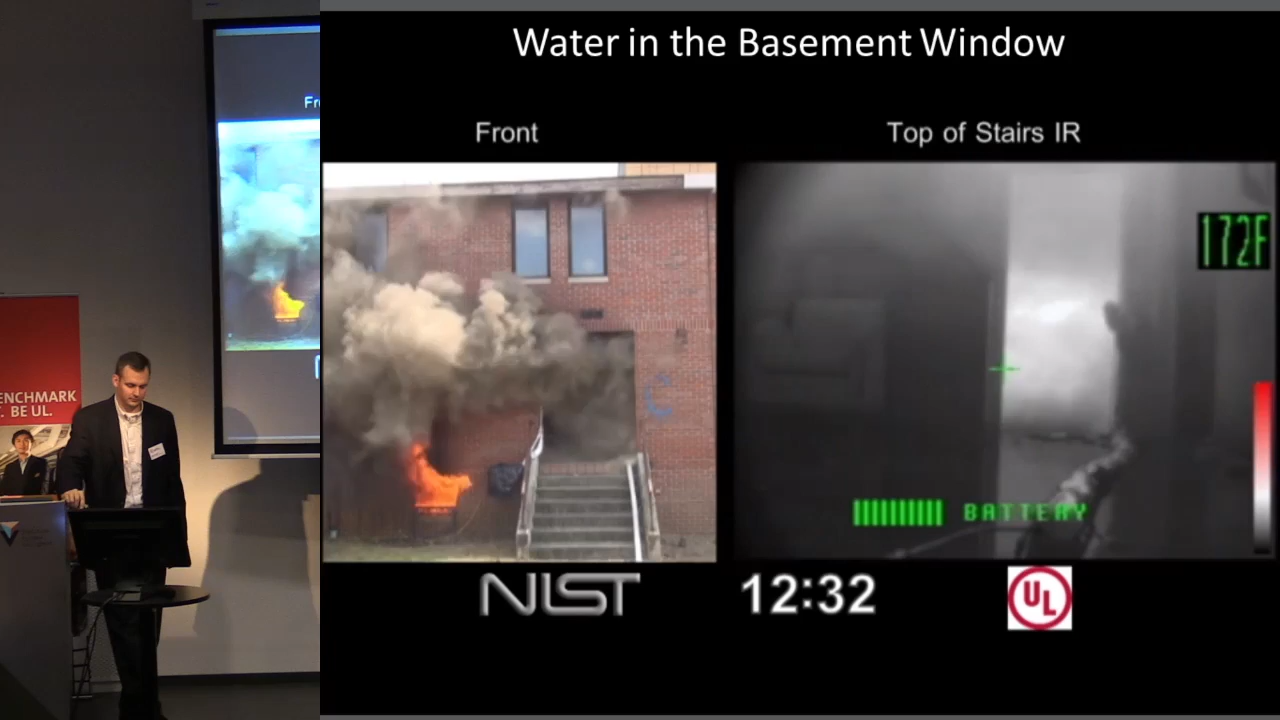 Water in the Basement Window
Front
Top of Stairs IR
172F
BATTERY
NIST
12:32
UL
Fr
ENCHMARK
. BE UL.